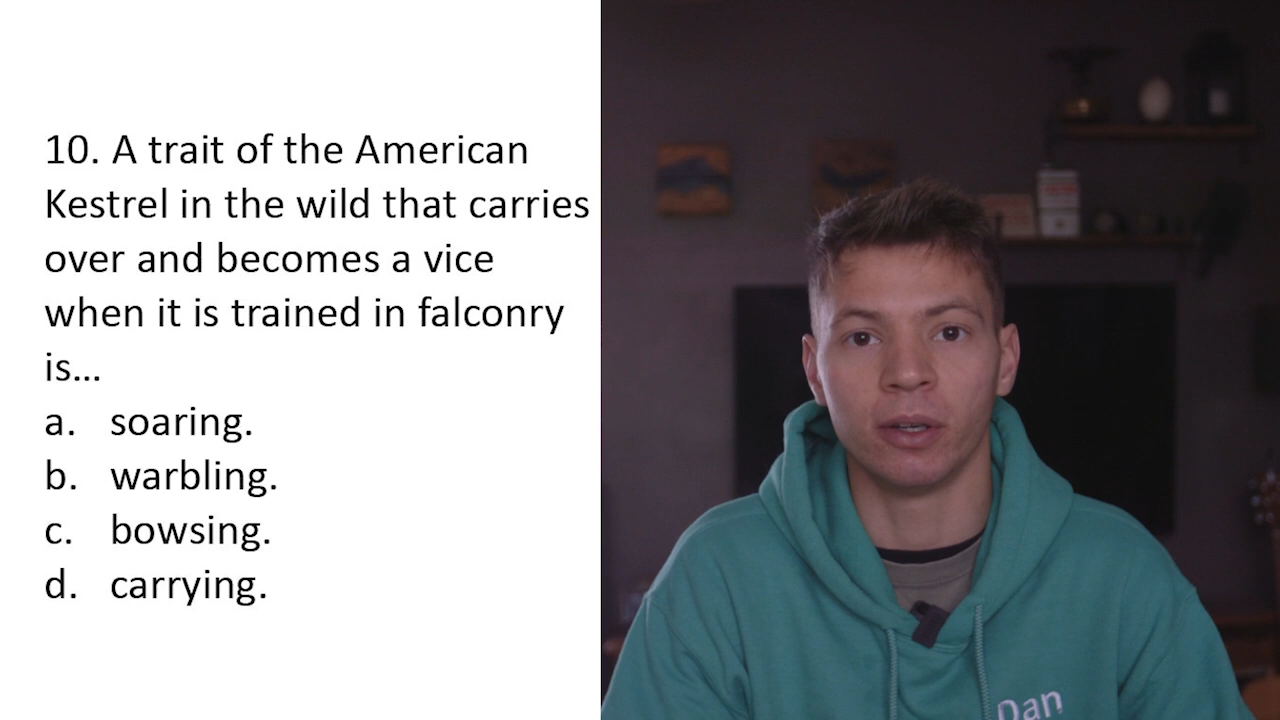 10. A trait of the American
Kestrel in the wild that carries
over and becomes a vice
when it is trained in falconry
is...
a. soaring.
b. warbling.
c. bowsing.
d. carrying.
Dan